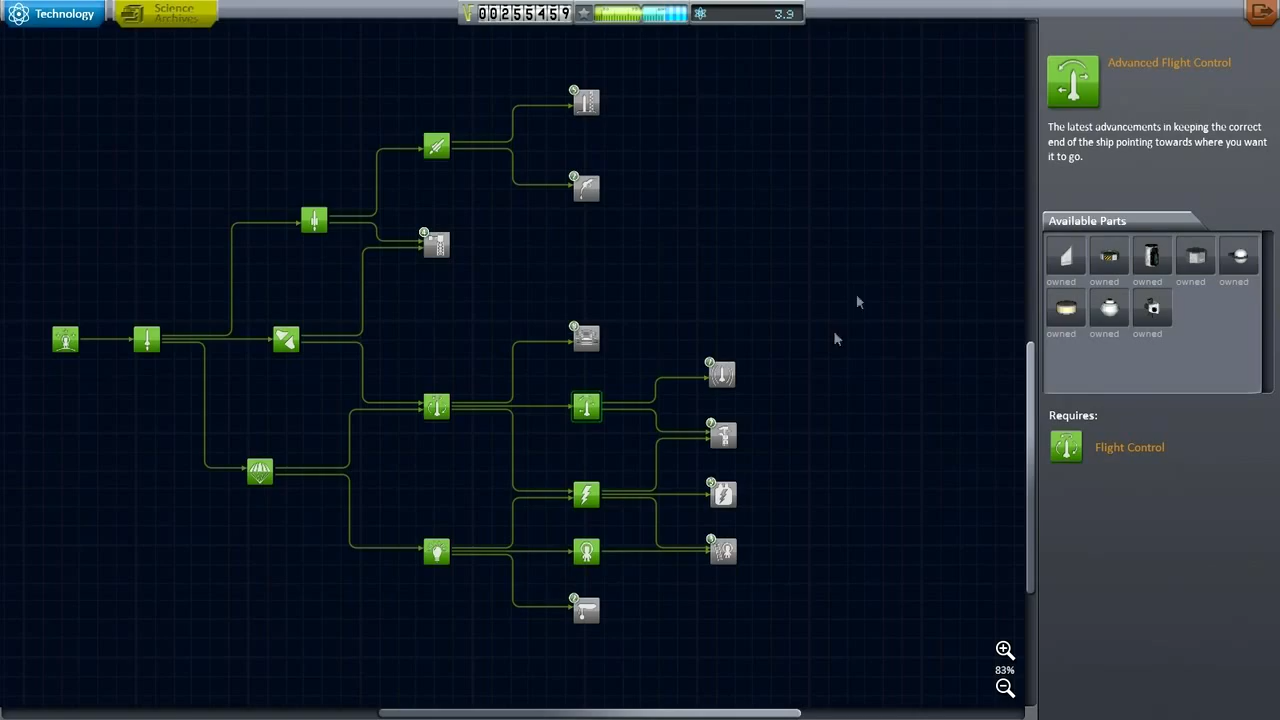 Technology
Science
Archives
00255459
3.9
Advanced Flight Control
The latest advancements in keeping the correct
end of the ship pointing towards where you want
it to go.
Available Parts
owned owned owned owned owned
owned owned owned
Requires:
Flight Control
83%